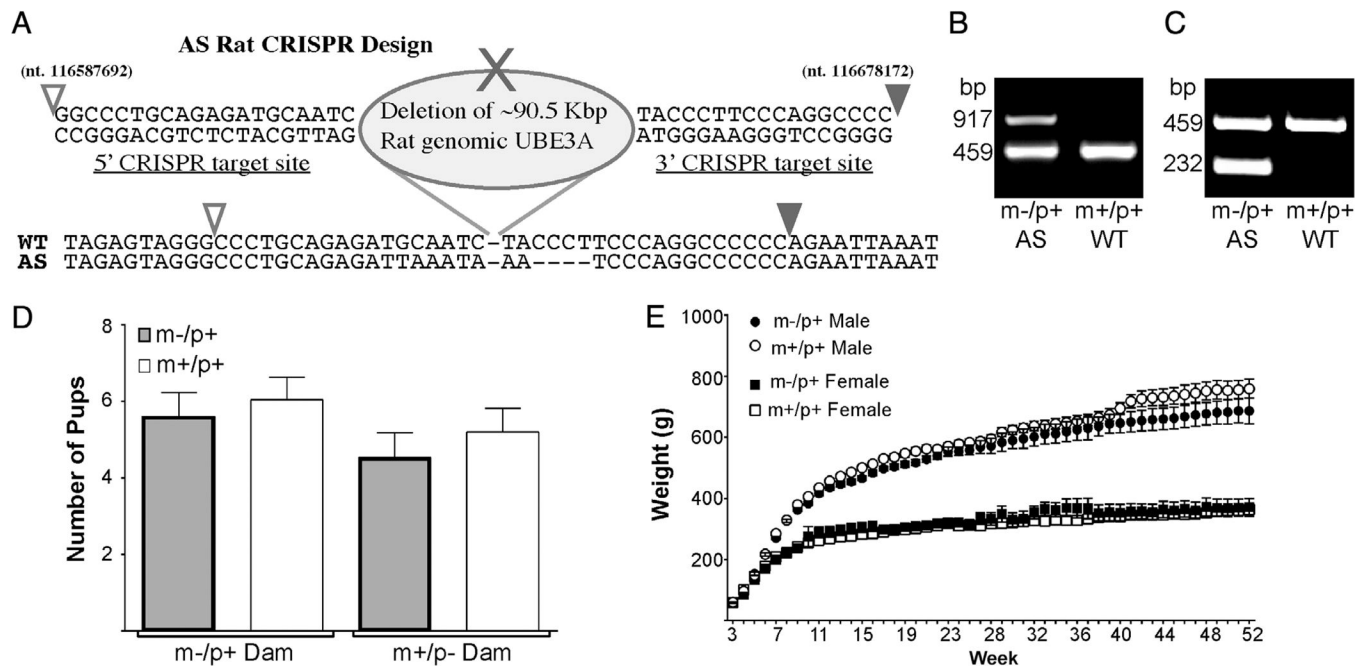 A
AS Rat CRISPR Design
(nt. 116587692)
(nt. 116678172)
GGCCCTGCAGAGATGCAATC
CCGGGACGTCTCTACGTTAG
5' CRISPR target site
Deletion of ~90.5 Kbp
Rat genomic UBE3A
TACCCTTCCCAGGCCCC
ATGGGAAGGGTCCGGGG
3' CRISPR target site
WT TAGAGTAGGGCCCTGCAGAGATGCAATC-TACCCTTCCCAGGCCCCCCAGAATTAAAT
AS TAGAGTAGGGCCCTGCAGAGATTAAATA-AA----TCCCAGGCCCCCCAGAATTAAAT
B
bp
917
459
m-/p+ m+/p+
AS WT
C
bp
459
232
m-/p+ m+/p+
AS WT
D
m-/p+
m+/p+
Number of Pups
8
6
4
2
m-/p+ Dam
m+/p- Dam
E
m-/p+ Male
m+/p+ Male
m-/p+ Female
m+/p+ Female
Weight (g)
1000
800
600
400
200
3 7 11 15 19 23 28 32 36 40 44 48 52
Week